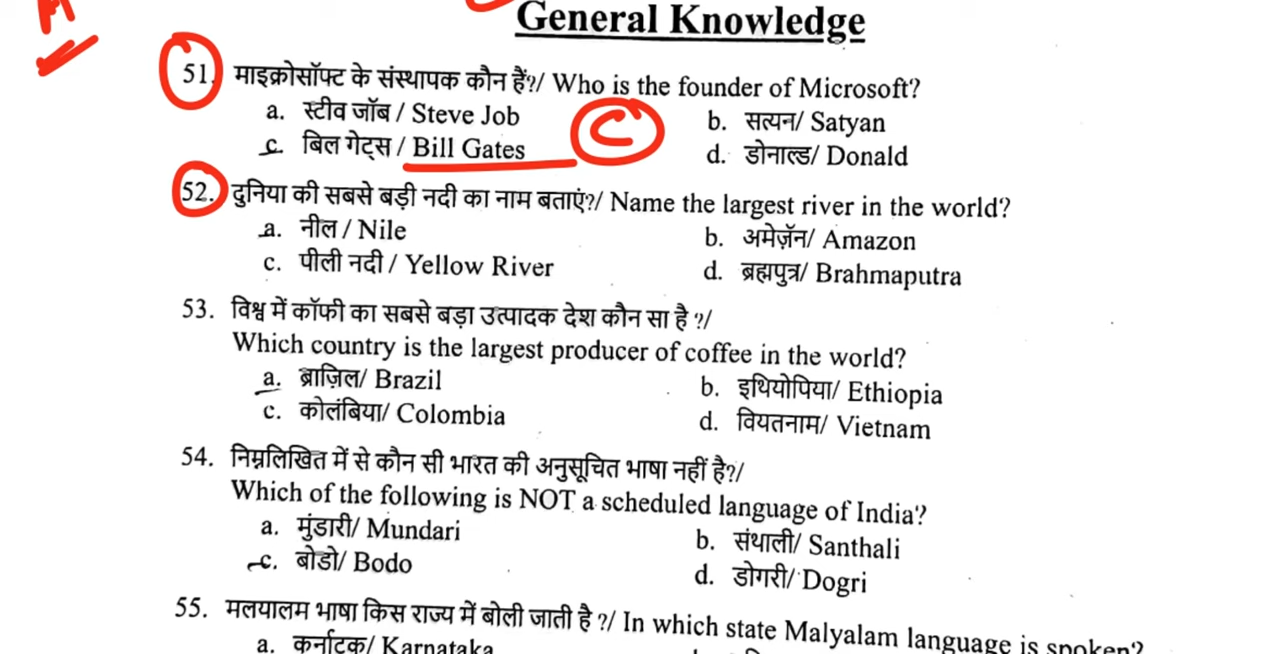 General Knowledge
51. माइक्रोसॉफ्ट के संस्थापक कौन हैं?/ Who is the founder of Microsoft?
a. स्टीव जॉब / Steve Job b. सत्यन/ Satyan
C
c. बिल गेट्स / Bill Gates d. डोनाल्ड/ Donald
52. दुनिया की सबसे बड़ी नदी का नाम बताएं?/ Name the largest river in the world?
a. नील / Nile b. अमेज़ॅन/ Amazon
c. पीली नदी / Yellow River d. ब्रह्मपुत्र/ Brahmaputra
53. विश्व में कॉफी का सबसे बड़ा उत्पादक देश कौन सा है ?/
Which country is the largest producer of coffee in the world?
a. ब्राज़िल/ Brazil b. इथियोपिया/ Ethiopia
c. कोलंबिया/ Colombia d. वियतनाम/ Vietnam
54. निम्नलिखित में से कौन सी भारत की अनुसूचित भाषा नहीं है?/
Which of the following is NOT a scheduled language of India?
a. मुंडारी/ Mundari b. संथाली/ Santhali
c. बोडो/ Bodo d. डोगरी/ Dogri
55. मलयालम भाषा किस राज्य में बोली जाती है ?/ In which state Malyalam language is spoken?
a. कर्नाटक/ Karnataka